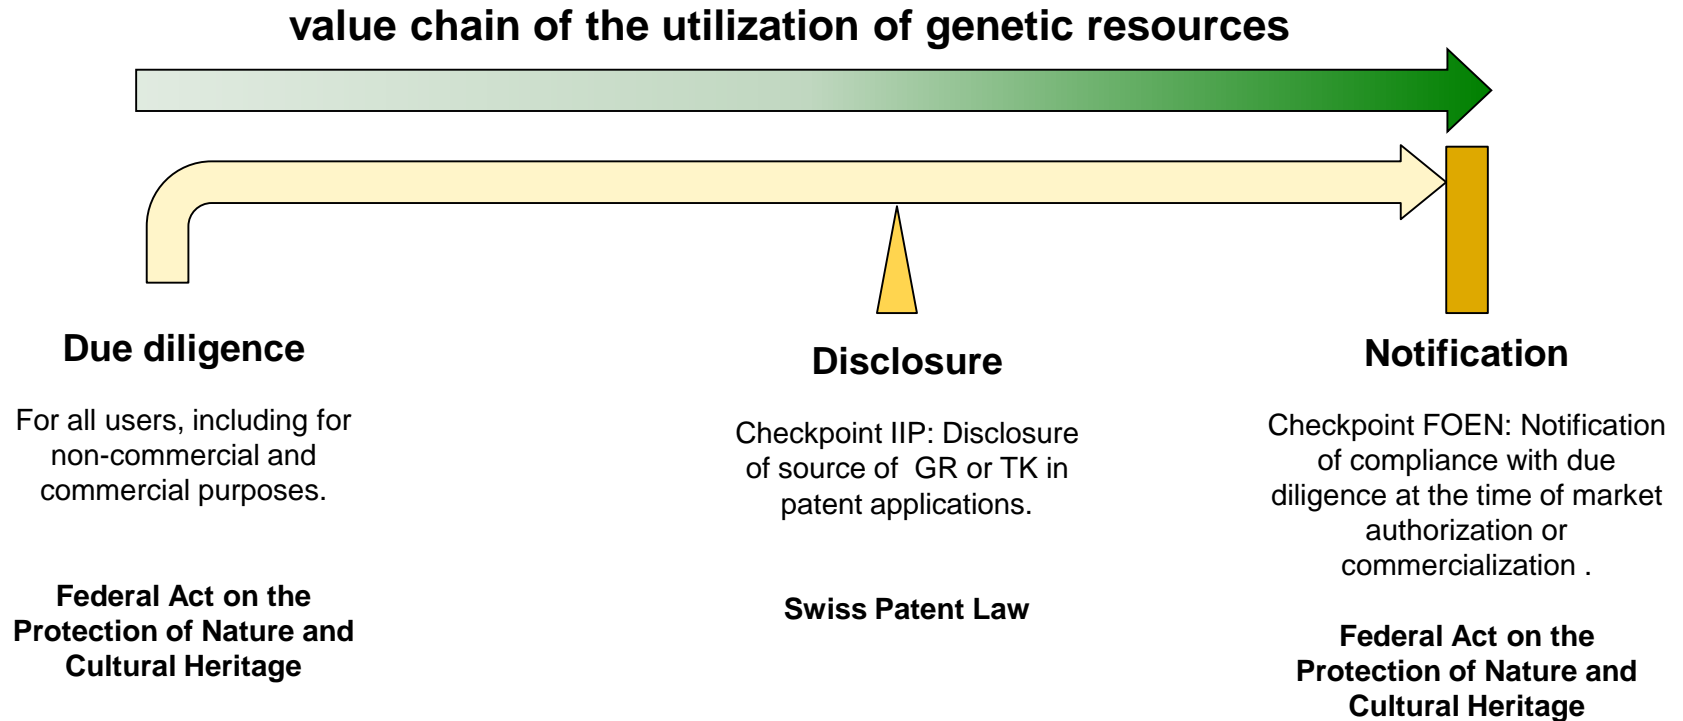 value chain of the utilization of genetic resources
Due diligence
For all users, including for
non-commercial and
commercial purposes.
Federal Act on the
Protection of Nature and
Cultural Heritage
Disclosure
Checkpoint IIP: Disclosure
of source of  GR or TK in
patent applications.
Swiss Patent Law
Notification
Checkpoint FOEN: Notification
of compliance with due
diligence at the time of market
authorization or
commercialization .
Federal Act on the
Protection of Nature and
Cultural Heritage